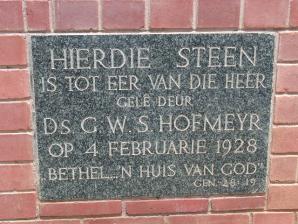 HIERDIE STEEN
IS TOT EER VAN DIE HEER
GELÊ DEUR
DS. G. W. S. HOFMEYR
OP 4 FEBRUARIE 1928
BETHEL „'N HUIS VAN GOD"
GEN. 28: 19